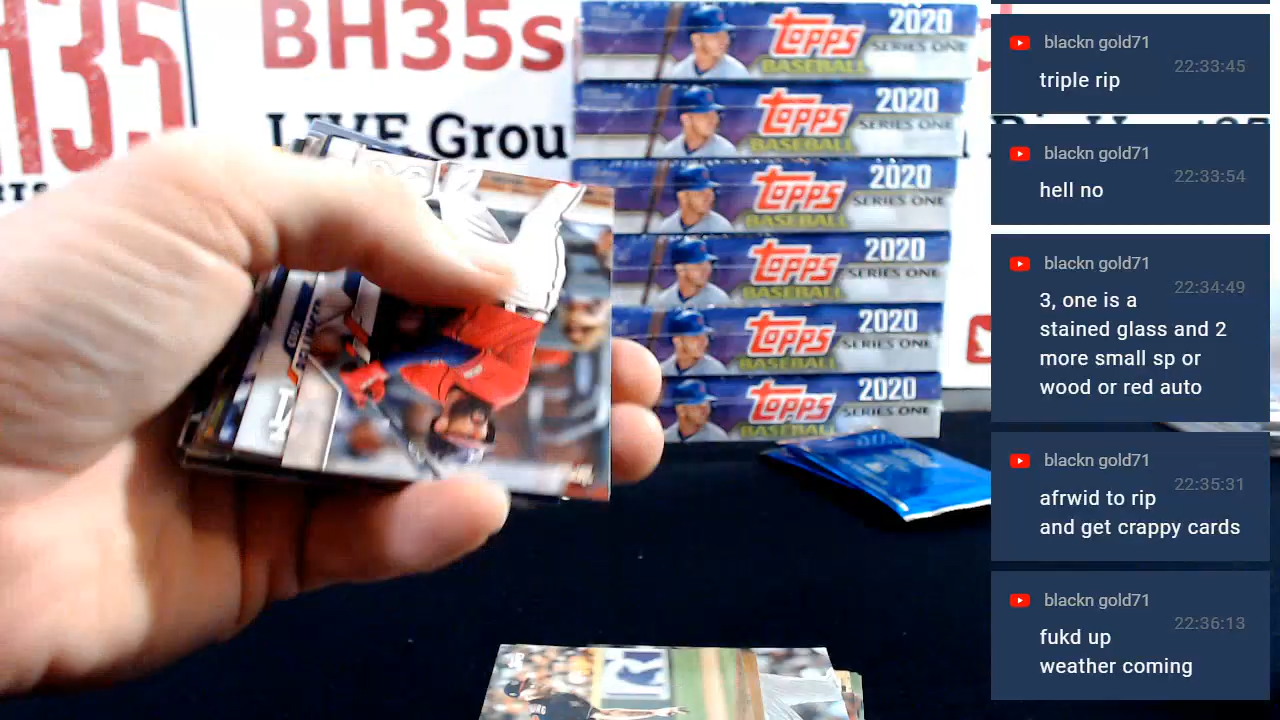 H35
BH35s
LIVE Grou
2020
TOPPS
SERIES ONE
BASEBALL
2020
TOPPS
SERIES ONE
BASEBALL
2020
TOPPS
SERIES ONE
BASEBALL
2020
TOPPS
SERIES ONE
BASEBALL
2020
TOPPS
SERIES ONE
BASEBALL
2020
TOPPS
SERIES ONE
BASEBALL
blackn gold71
22:33:45
triple rip
blackn gold71
22:33:54
hell no
blackn gold71
22:34:49
3, one is a
stained glass and 2
more small sp or
wood or red auto
blackn gold71
22:35:31
afrwid to rip
and get crappy cards
blackn gold71
22:36:13
fukd up
weather coming